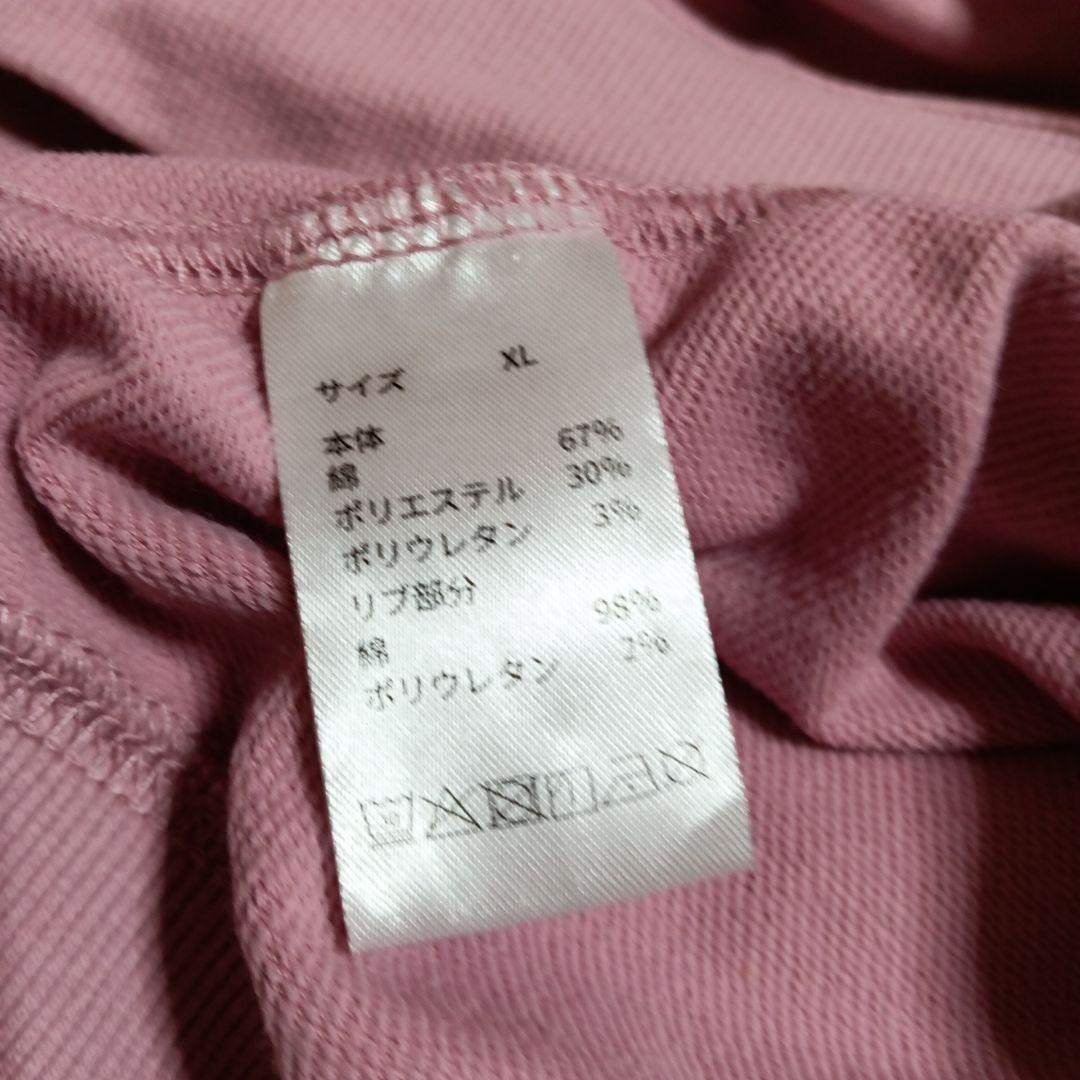 サイズ XL
本体
綿 67%
ポリエステル 30%
ポリウレタン 3%
リブ部分
綿 98%
ポリウレタン 2%